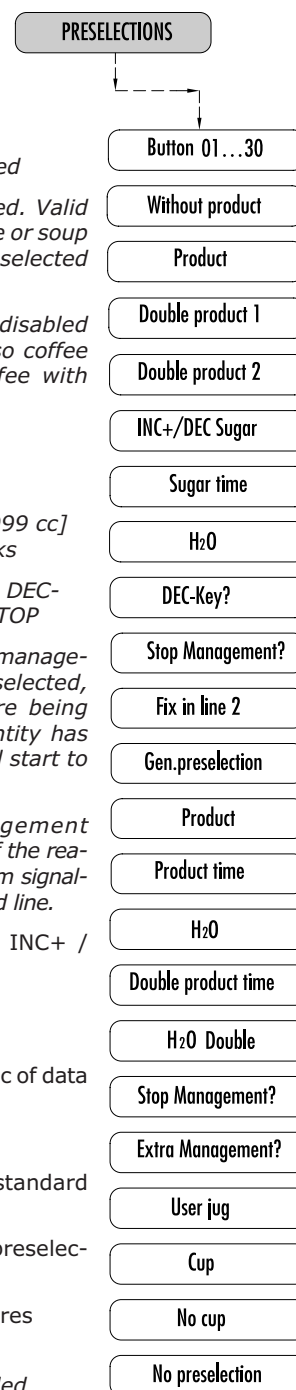 PRESELECTIONS
Button 01...30
ed
ed. Valid
Without product
e or soup
selected
Product
disabled
Double product 1
so coffee
fee with
Double product 2
INC+/DEC Sugar
Sugar time
99 cc]
ks
H2O
DEC-
DEC-Key?
TOP
manage-
Stop Management?
selected,
re being
Fix in line 2
ntity has
d start to
Gen.preselection
Product
gement
f the rea-
Product time
m signal-
d line.
INC+ /
H2O
Double product time
H2O Double
c of data
Stop Management?
Extra Management?
standard
User jug
preselec-
Cup
res
No cup
led
No preselection